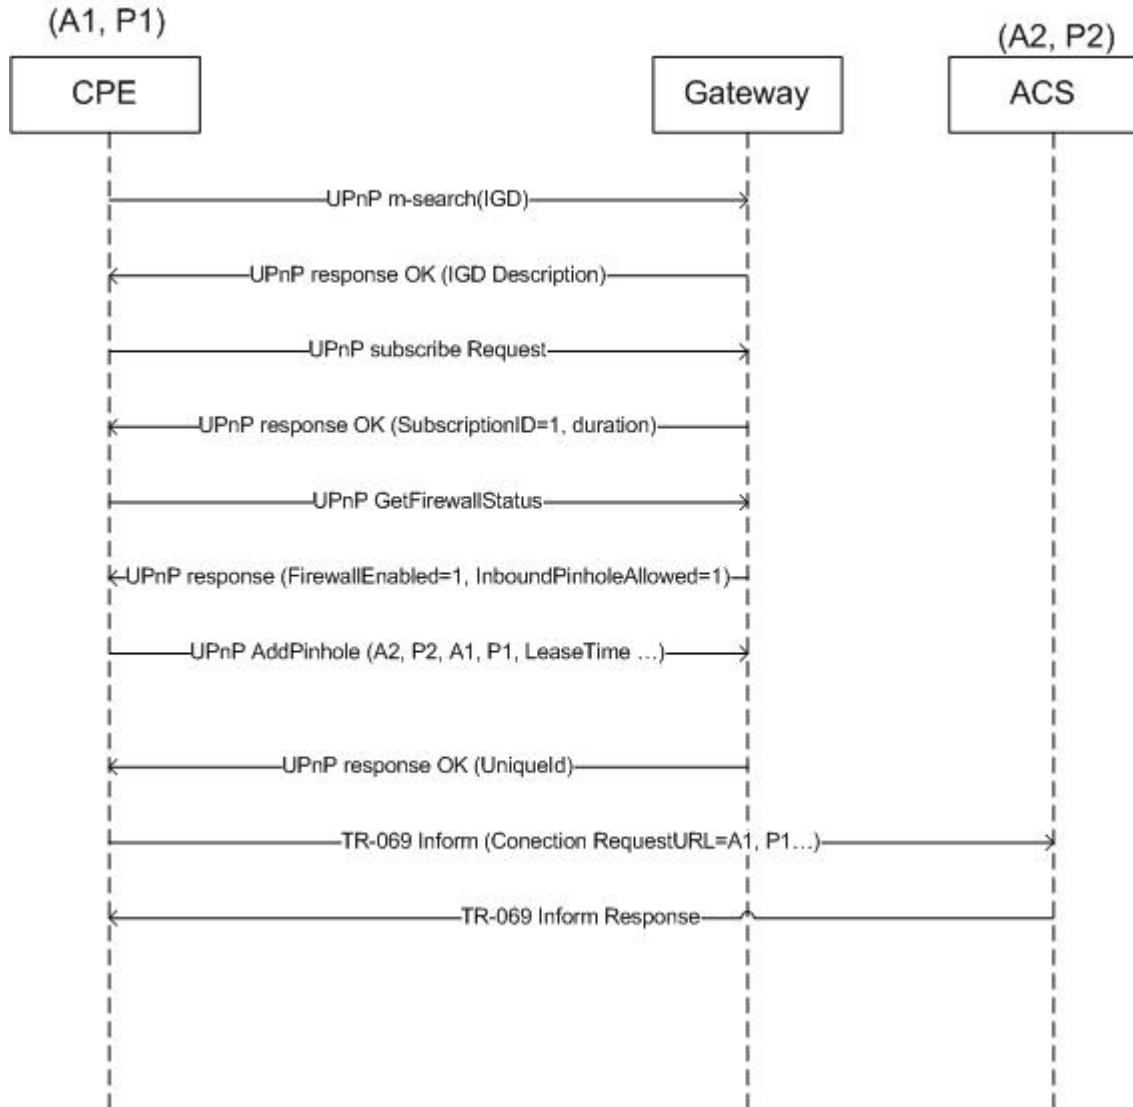 (A1, P1)
(A2, P2)
CPE
Gateway
ACS
UPnP m-search(IGD)
UPnP response OK (IGD Description)
UPnP subscribe Request
UPnP response OK (SubscriptionID=1, duration)
UPnP GetFirewallStatus
UPnP response (FirewallEnabled=1, InboundPinholeAllowed=1)
UPnP AddPinhole (A2, P2, A1, P1, LeaseTime …)
UPnP response OK (UniqueId)
TR-069 Inform (Conection RequestURL=A1, P1…)
TR-069 Inform Response